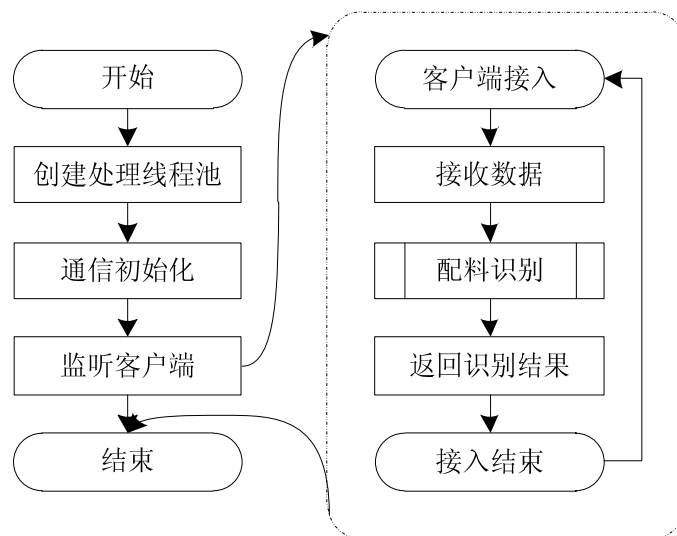 开始
创建处理线程池
通信初始化
监听客户端
结束
客户端接入
接收数据
配料识别
返回识别结果
接入结束